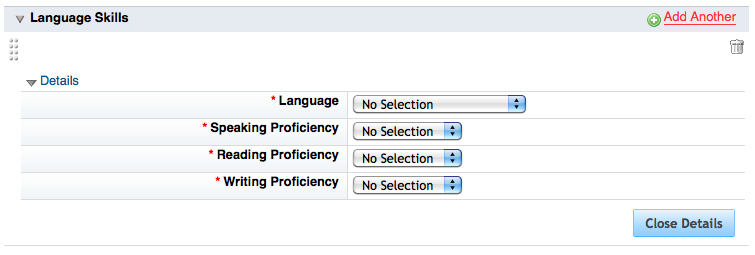 Language Skills Add Another
Details
* Language No Selection
* Speaking Proficiency No Selection
* Reading Proficiency No Selection
* Writing Proficiency No Selection
Close Details